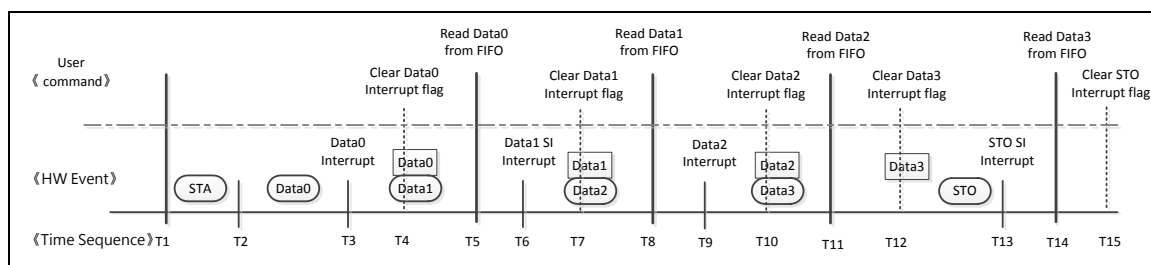 Read Data0
from FIFO
Read Data1
from FIFO
Read Data2
from FIFO
Read Data3
from FIFO
User
《 command》
Clear Data0
Interrupt flag
Clear Data1
Interrupt flag
Clear Data2
Interrupt flag
Clear Data3
Interrupt flag
Clear STO
Interrupt flag
Data0
Interrupt
Data1 SI
Interrupt
Data2
Interrupt
STO SI
Interrupt
《HW Event》
STA
Data0
Data0
Data1
Data1
Data2
Data2
Data3
Data3
STO
《Time Sequence》 T1 T2 T3 T4 T5 T6 T7 T8 T9 T10 T11 T12 T13 T14 T15